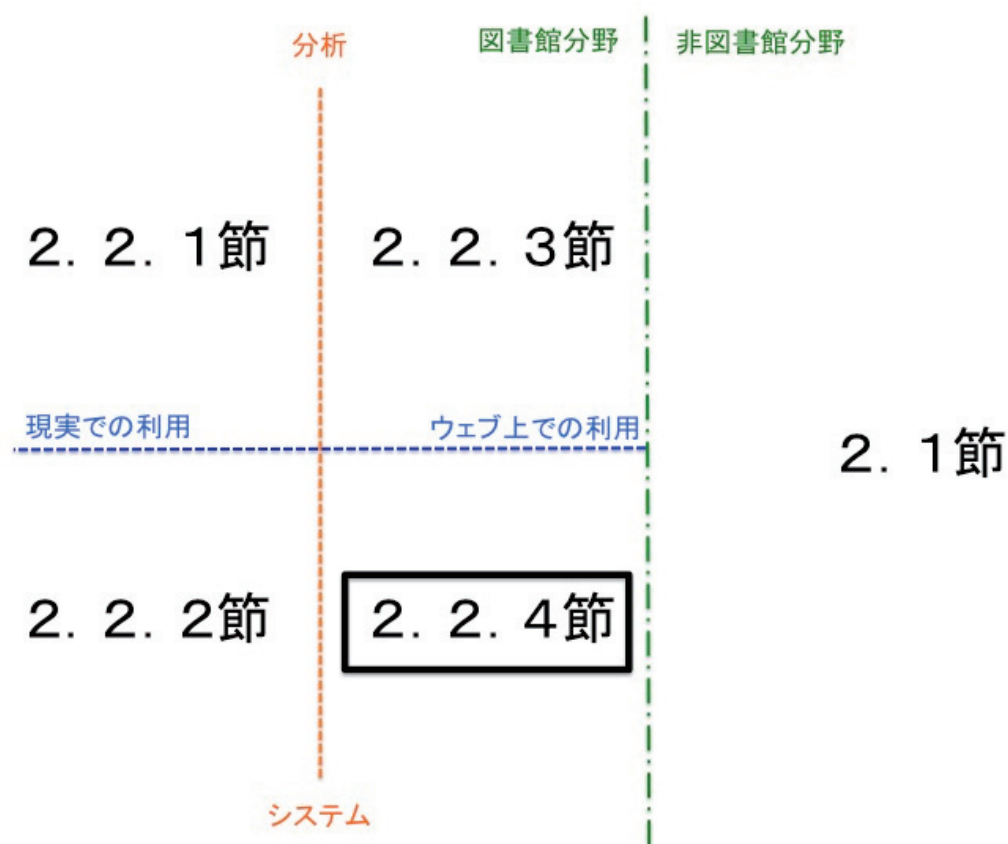 分析
図書館分野
非図書館分野
２．２．１節
２．２．３節
現実での利用
ウェブ上での利用
２．１節
２．２．２節
２．２．４節
システム